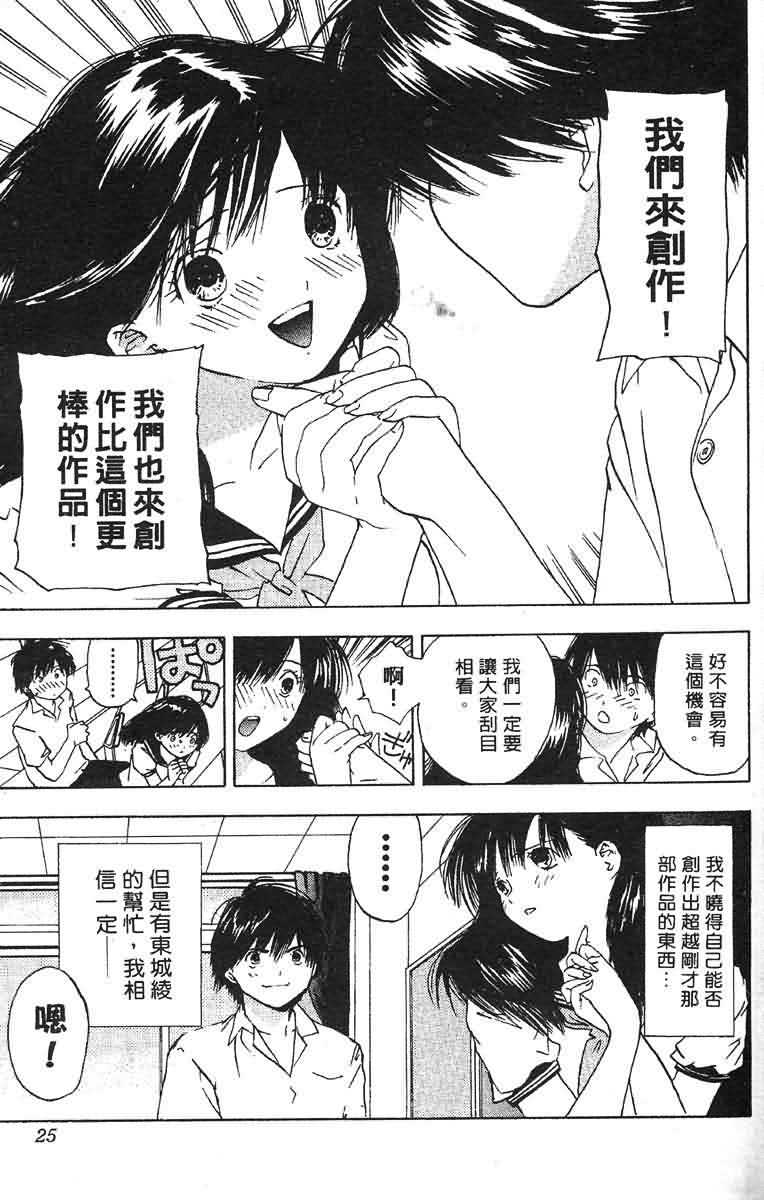 我們來創作！
我們也來創
作比這個更
棒的作品！
好不容易有
這個機會。
我們一定要
讓大家刮目
相看。
啊！
ぎゅ
ぱっ
………
我不曉得自己能否
創作出超越剛才那
部作品的東西…
………
但是有東城綾
的幫忙，我相
信一定——
嗯！
25